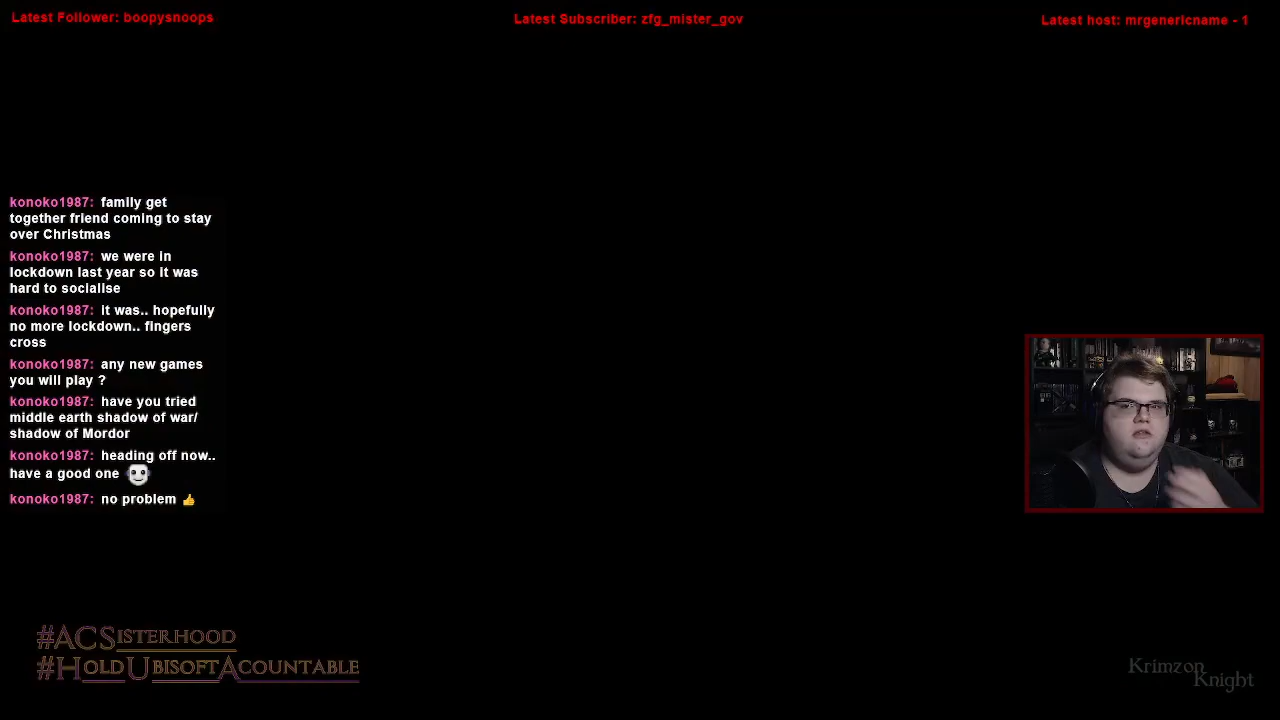 Latest Follower: boopysnoops
Latest Subscriber: zfg_mister_gov
Latest host: mrgenericname - 1
konoko1987: family get
together friend coming to stay
over Christmas
konoko1987: we were in
lockdown last year so it was
hard to socialise
konoko1987: it was.. hopefully
no more lockdown.. fingers
cross
konoko1987: any new games
you will play ?
konoko1987: have you tried
middle earth shadow of war/
shadow of Mordor
konoko1987: heading off now..
have a good one
konoko1987: no problem 👍
#ACSisterhood
#HoldUbisoftAcountable
Krimzon
Knight